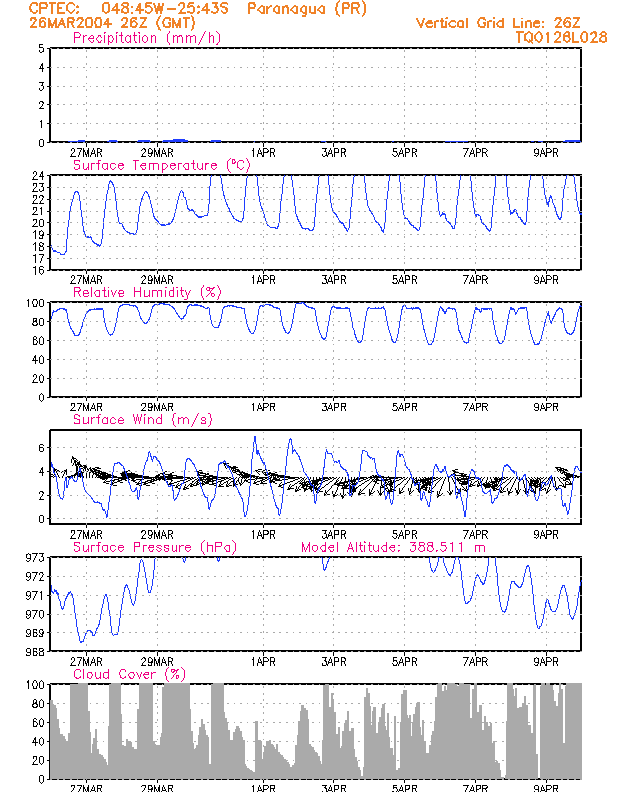 CPTEC: 048:45W-25:43S Paranagua (PR)
26MAR2004 26Z (GMT) Vertical Grid Line: 26Z
Precipitation (mm/h) TQ0126L028
5
4
3
2
1
0
27MAR 29MAR 1APR 3APR 5APR 7APR 9APR
Surface Temperature (ºC)
24
23
22
21
20
19
18
17
16
27MAR 29MAR 1APR 3APR 5APR 7APR 9APR
Relative Humidity (%)
100
80
60
40
20
0
27MAR 29MAR 1APR 3APR 5APR 7APR 9APR
Surface Wind (m/s)
6
4
2
0
27MAR 29MAR 1APR 3APR 5APR 7APR 9APR
Surface Pressure (hPa) Model Altitude: 388.511 m
973
972
971
970
969
968
27MAR 29MAR 1APR 3APR 5APR 7APR 9APR
Cloud Cover (%)
100
80
60
40
20
0
27MAR 29MAR 1APR 3APR 5APR 7APR 9APR